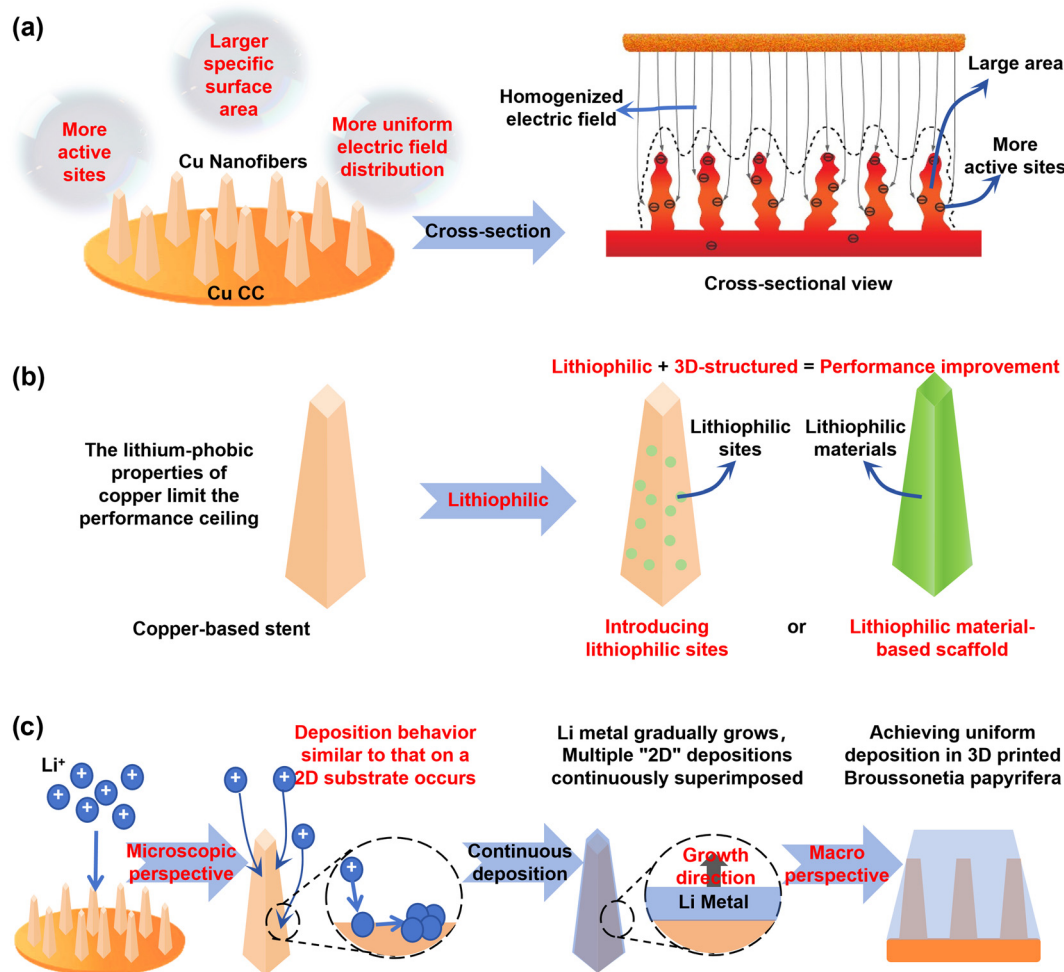 (a)
Larger
specific
surface
area
More
active
sites
More uniform
electric field
distribution
Cu Nanofibers
Cu CC
Cross-section
Homogenized
electric field
Large area
More
active sites
Cross-sectional view
(b)
The lithium-phobic
properties of
copper limit the
performance ceiling
Copper-based stent
Lithiophilic
Lithiophilic + 3D-structured = Performance improvement
Lithiophilic
sites
Lithiophilic
materials
Introducing
lithiophilic sites
or
Lithiophilic material-
based scaffold
(c)
Li⁺
Microscopic
perspective
Deposition behavior
similar to that on a
2D substrate occurs
Continuous
deposition
Li metal gradually grows,
Multiple "2D" depositions
continuously superimposed
Growth
direction
Li Metal
Macro
perspective
Achieving uniform
deposition in 3D printed
Broussonetia papyrifera